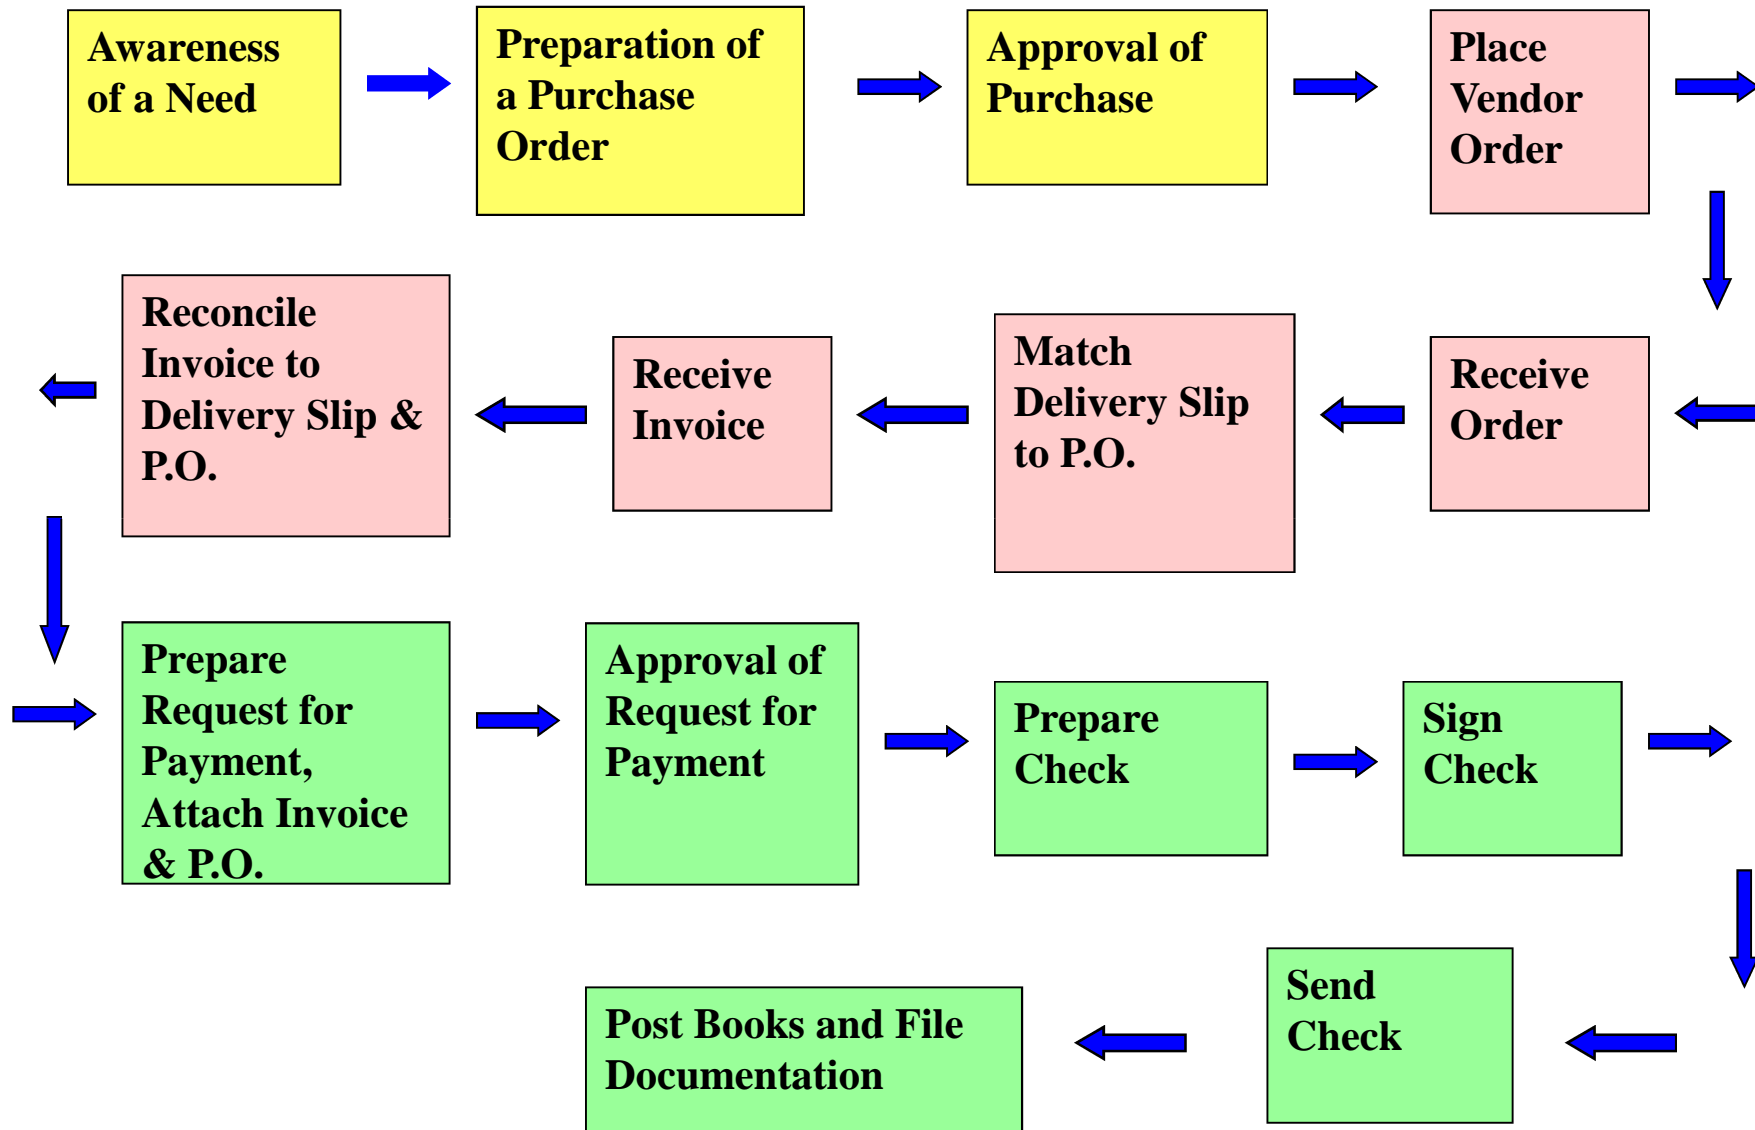 Awareness
of a Need
Preparation of
a Purchase
Order
Approval of
Purchase
Place
Vendor
Order
Receive
Order
Match
Delivery Slip
to P.O.
Receive
Invoice
Reconcile
Invoice to
Delivery Slip &
P.O.
Prepare
Request for
Payment,
Attach Invoice
& P.O.
Approval of
Request for
Payment
Prepare
Check
Sign
Check
Send
Check
Post Books and File
Documentation